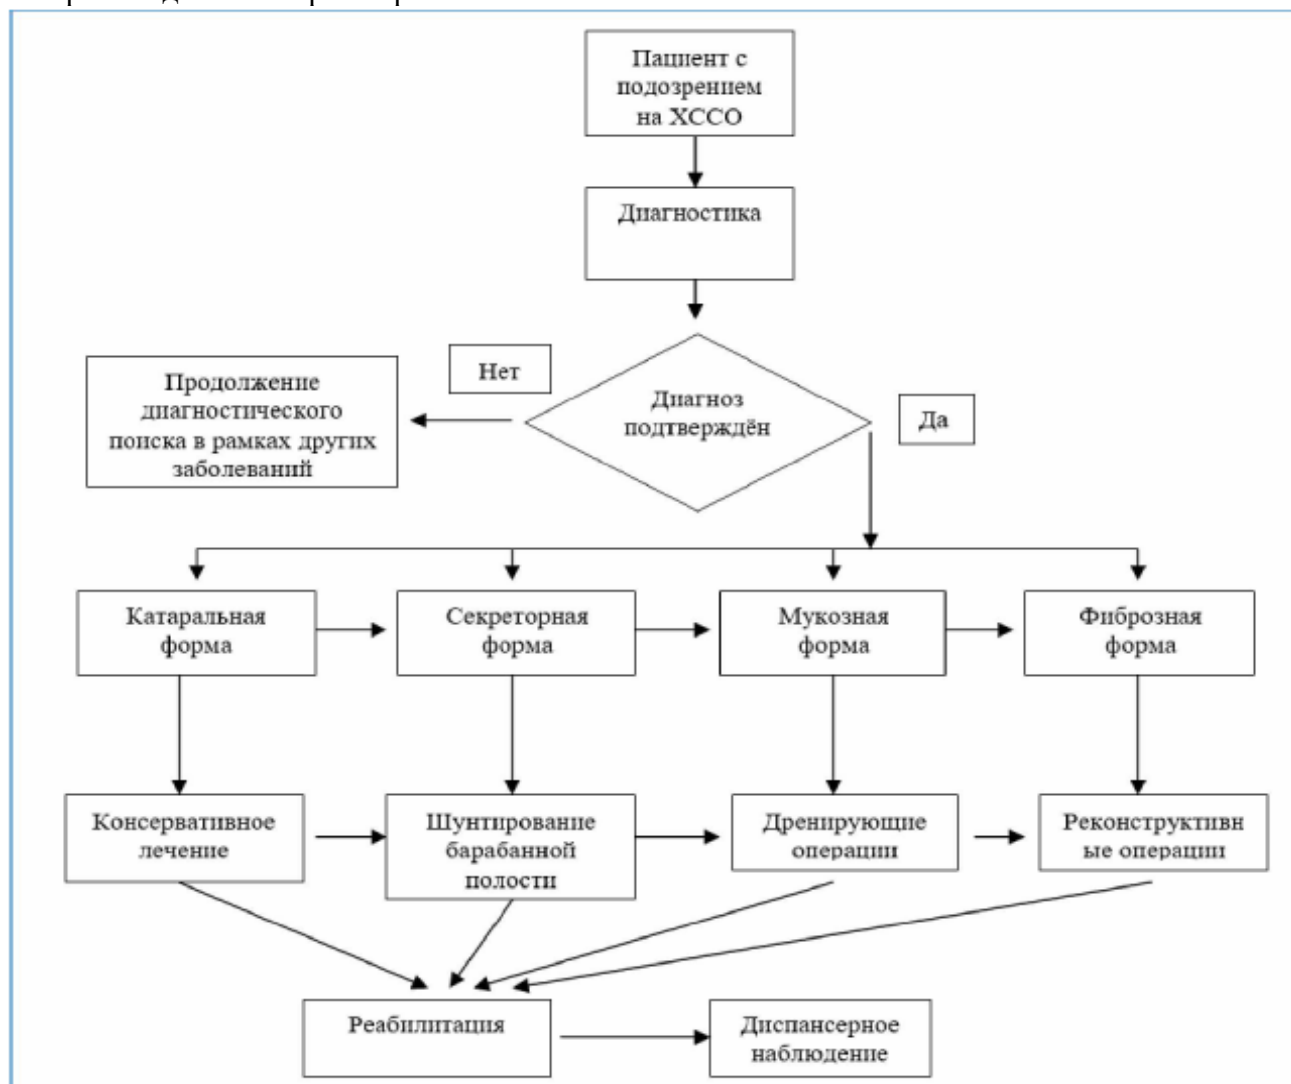 Пациент с
подозрением
на ХССО
Диагностика
Нет
Продолжение
диагностического
поиска в рамках других
заболеваний
Диагноз
подтверждён
Да
Катаральная
форма
Секреторная
форма
Мукозная
форма
Фиброзная
форма
Консервативное
лечение
Шунтирование
барабанной
полости
Дренирующие
операции
Реконструктивн
ые операции
Реабилитация
Диспансерное
наблюдение